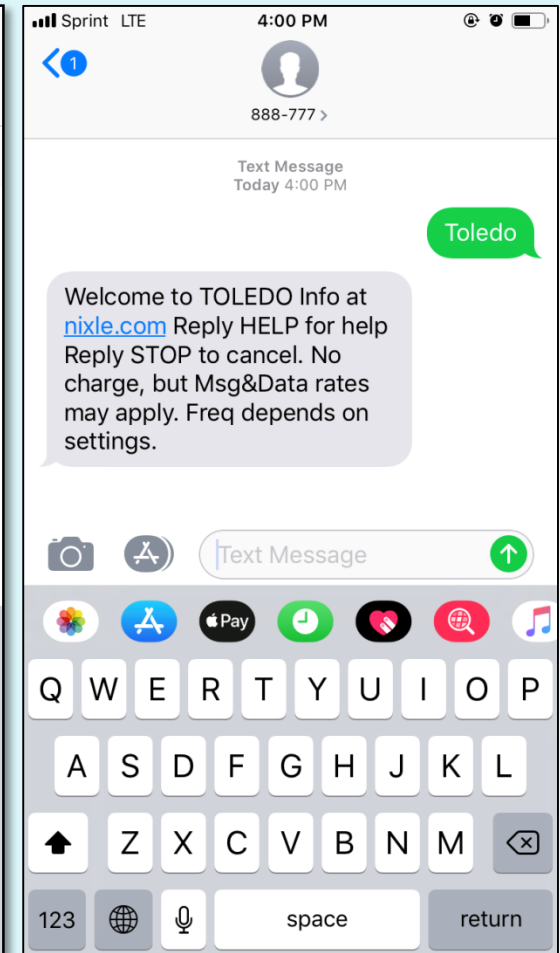 Sprint LTE 4:00 PM
1
888-777 >
Text Message
Today 4:00 PM
Toledo
Welcome to TOLEDO Info at
nixle.com Reply HELP for help
Reply STOP to cancel. No
charge, but Msg&Data rates
may apply. Freq depends on
settings.
Text Message
Pay
Q W E R T Y U I O P
A S D F G H J K L
Z X C V B N M
123 space return